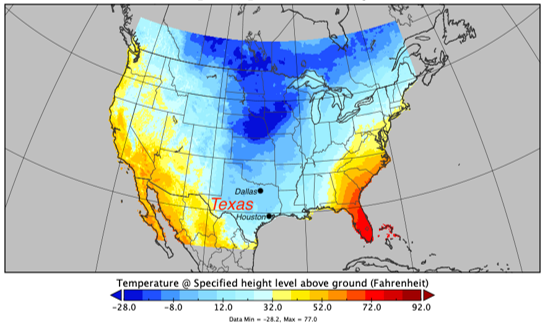 Dallas
Texas
Houston
Temperature @ Specified height level above ground (Fahrenheit)
-28.0 -8.0 12.0 32.0 52.0 72.0 92.0
Data Min = -28.2, Max = 77.0